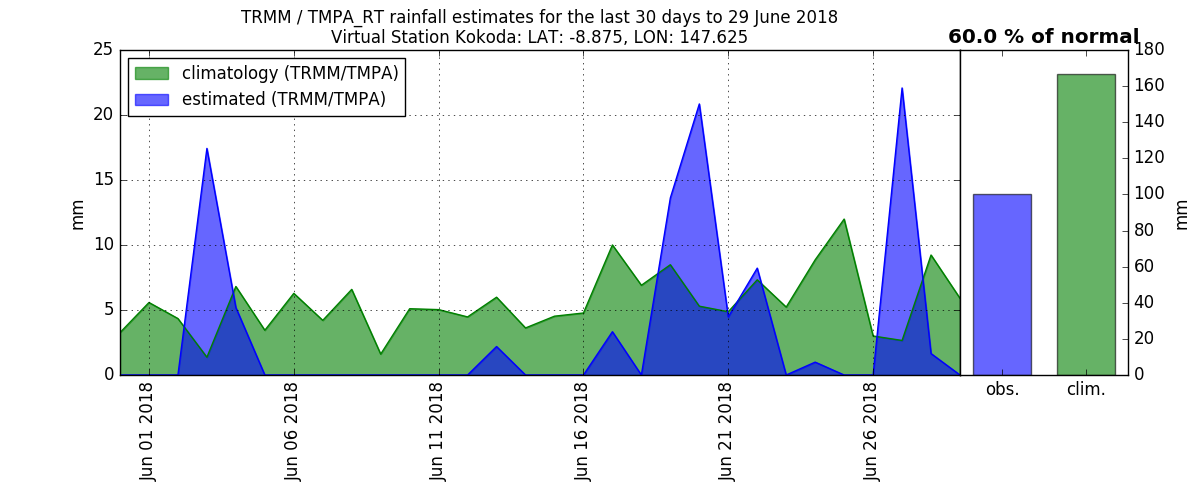 TRMM / TMPA_RT rainfall estimates for the last 30 days to 29 June 2018
Virtual Station Kokoda: LAT: -8.875, LON: 147.625
60.0 % of normal
climatology (TRMM/TMPA)
estimated (TRMM/TMPA)
25
20
15
10
5
0
mm
Jun 01 2018
Jun 06 2018
Jun 11 2018
Jun 16 2018
Jun 21 2018
Jun 26 2018
obs.
clim.
180
160
140
120
100
80
60
40
20
0
mm